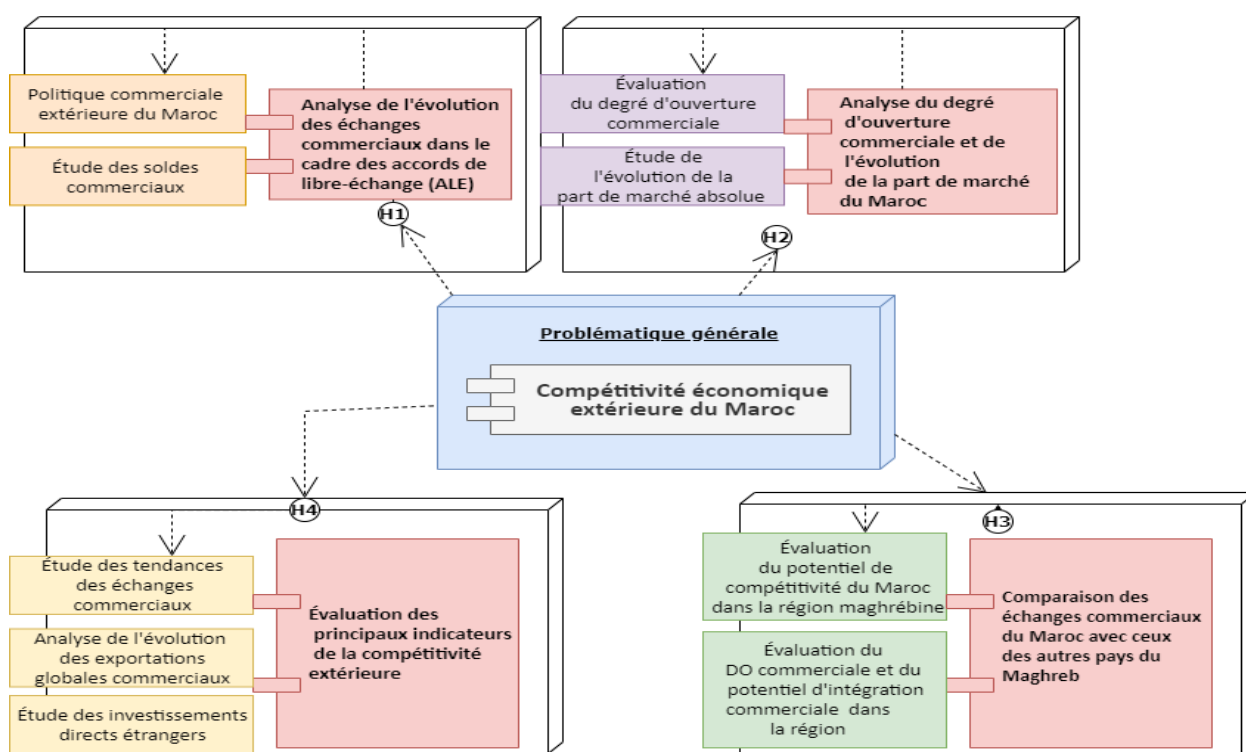 Politique commerciale
extérieure du Maroc
Étude des soldes
commerciaux
Analyse de l'évolution
des échanges
commerciaux dans le
cadre des accords de
libre-échange (ALE)
H1
Évaluation
du degré d'ouverture
commerciale
Étude de
l'évolution de la
part de marché absolue
Analyse du degré
d'ouverture
commerciale et de
l'évolution
de la part de marché
du Maroc
H2
Problématique générale
Compétitivité économique
extérieure du Maroc
H4
Étude des tendances
des échanges
commerciaux
Analyse de l'évolution
des exportations
globales commerciaux
Étude des investissements
directs étrangers
Évaluation des
principaux indicateurs
de la compétitivité
extérieure
H3
Évaluation
du potentiel de
compétitivité du Maroc
dans la région maghrébine
Évaluation du
DO commerciale et du
potentiel d'intégration
commerciale dans
la région
Comparaison des
échanges commerciaux
du Maroc avec ceux
des autres pays du
Maghreb